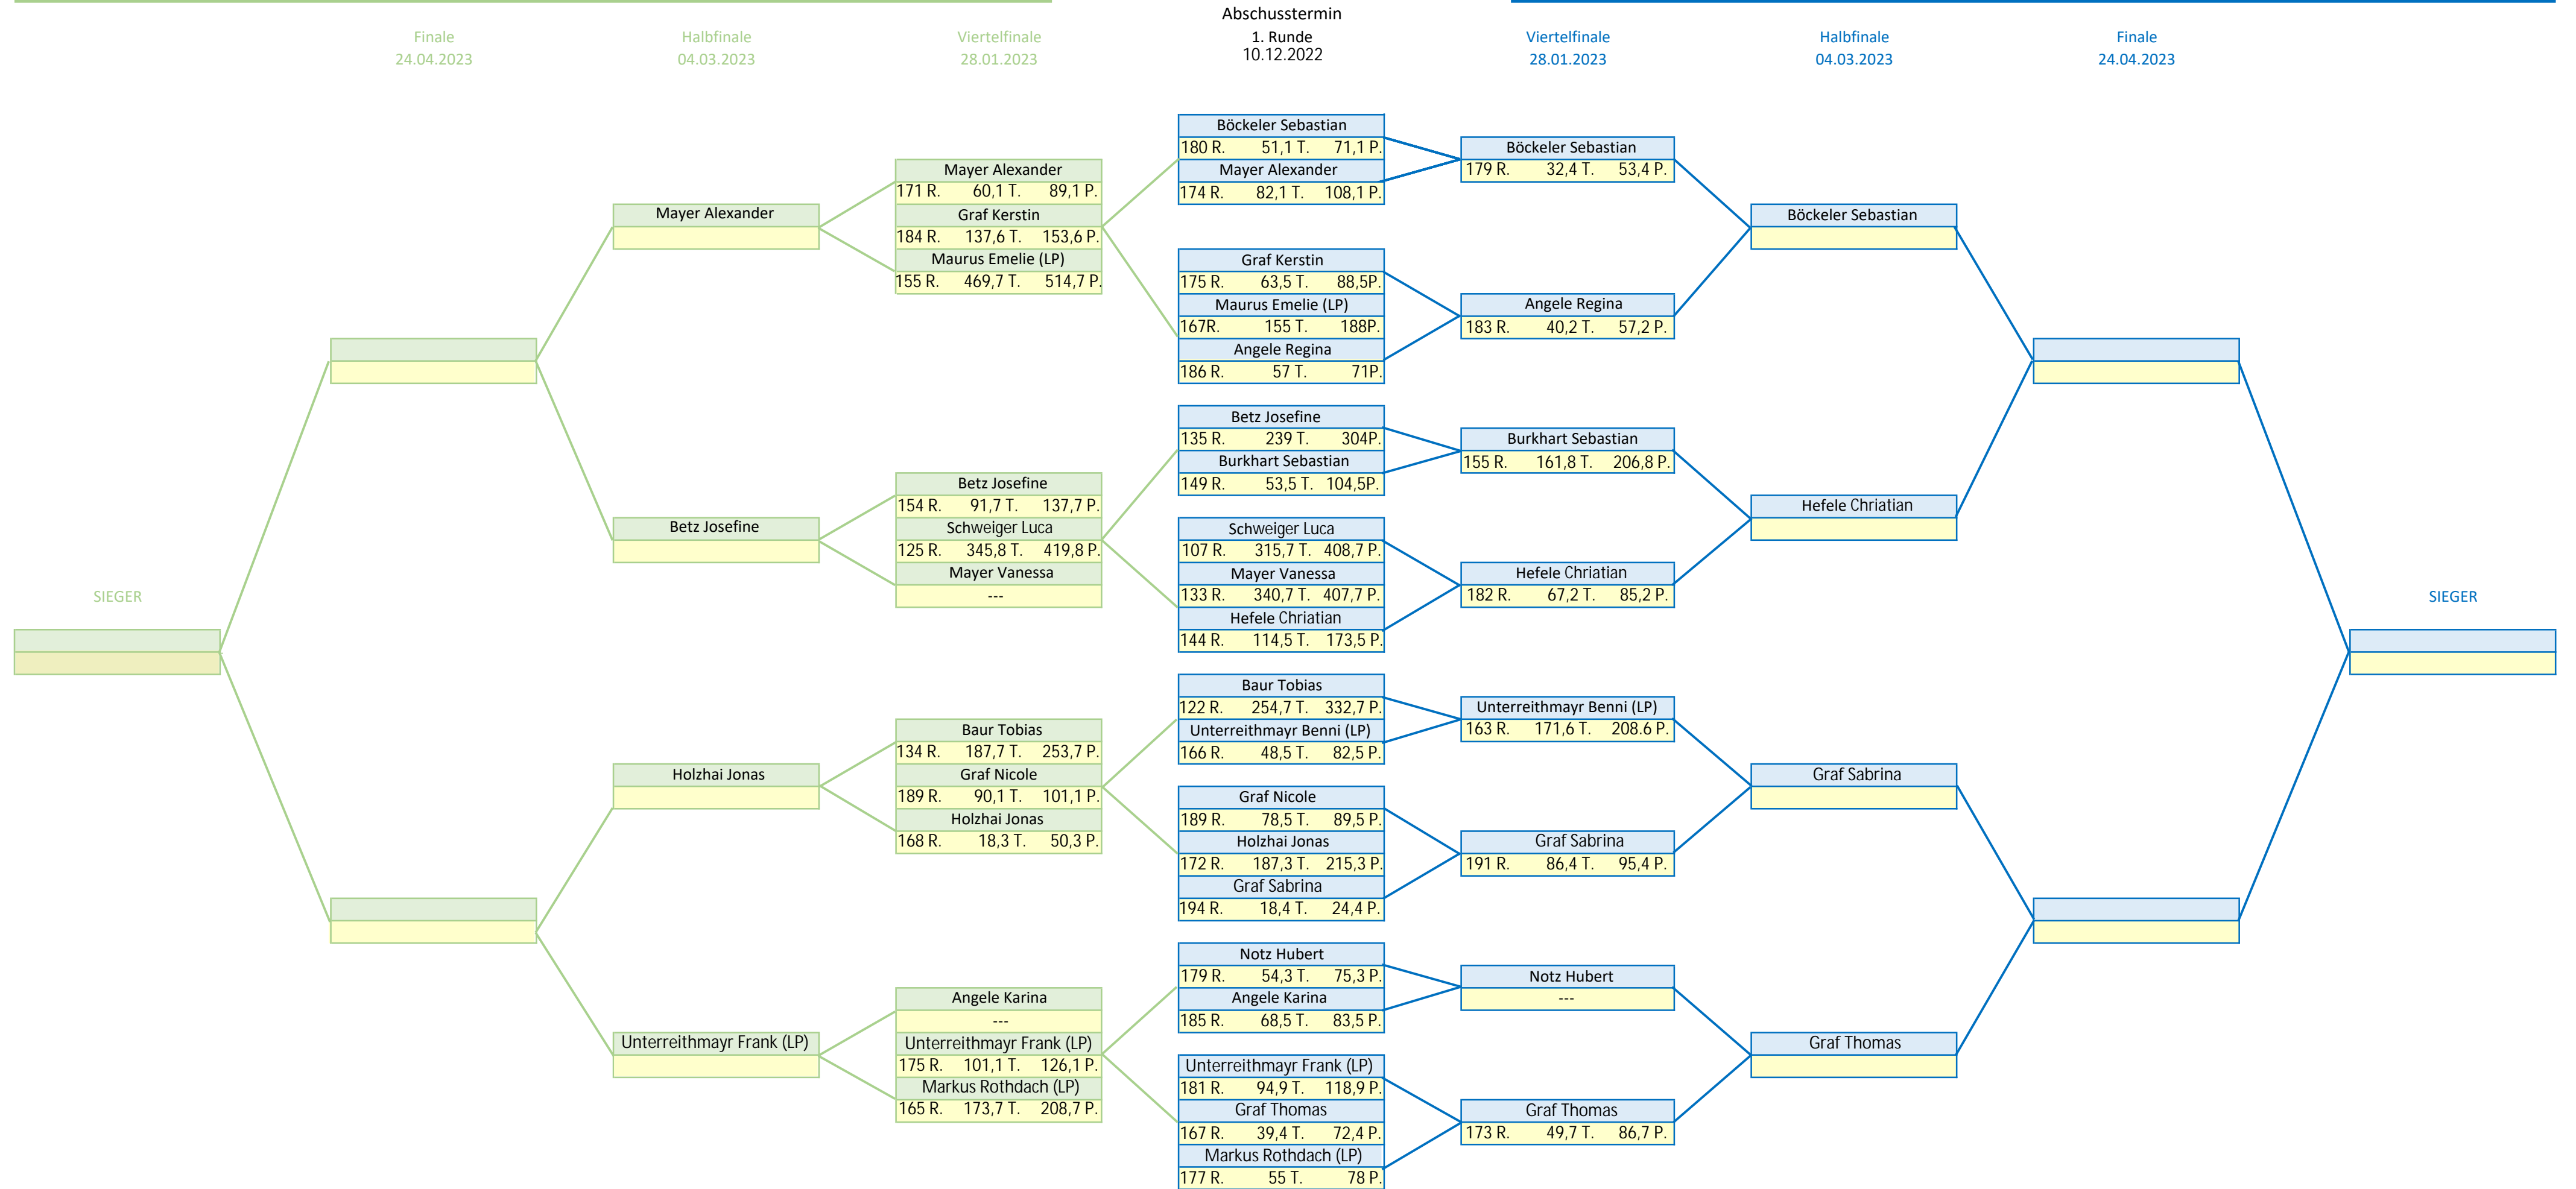 Abschusstermin
Finale Halbfinale Viertelfinale 1. Runde Viertelfinale Halbfinale Finale
24.04.2023 04.03.2023 28.01.2023 10.12.2022 28.01.2023 04.03.2023 24.04.2023
Mayer Alexander
Betz Josefine
Holzhai Jonas
Unterreithmayr Frank (LP)
SIEGER
Mayer Alexander
171 R. 60,1 T. 89,1 P.
Graf Kerstin
184 R. 137,6 T. 153,6 P.
Maurus Emelie (LP)
155 R. 469,7 T. 514,7 P.
Betz Josefine
154 R. 91,7 T. 137,7 P.
Schweiger Luca
125 R. 345,8 T. 419,8 P.
Mayer Vanessa
---
Baur Tobias
134 R. 187,7 T. 253,7 P.
Graf Nicole
189 R. 90,1 T. 101,1 P.
Holzhai Jonas
168 R. 18,3 T. 50,3 P.
Angele Karina
---
Unterreithmayr Frank (LP)
175 R. 101,1 T. 126,1 P.
Markus Rothdach (LP)
165 R. 173,7 T. 208,7 P.
Böckeler Sebastian
180 R. 51,1 T. 71,1 P.
Mayer Alexander
174 R. 82,1 T. 108,1 P.
Graf Kerstin
175 R. 63,5 T. 88,5P.
Maurus Emelie (LP)
167R. 155 T. 188P.
Angele Regina
186 R. 57 T. 71P.
Betz Josefine
135 R. 239 T. 304P.
Burkhart Sebastian
149 R. 53,5 T. 104,5P.
Schweiger Luca
107 R. 315,7 T. 408,7 P.
Mayer Vanessa
133 R. 340,7 T. 407,7 P.
Hefele Chriatian
144 R. 114,5 T. 173,5 P.
Baur Tobias
122 R. 254,7 T. 332,7 P.
Unterreithmayr Benni (LP)
166 R. 48,5 T. 82,5 P.
Graf Nicole
189 R. 78,5 T. 89,5 P.
Holzhai Jonas
172 R. 187,3 T. 215,3 P.
Graf Sabrina
194 R. 18,4 T. 24,4 P.
Notz Hubert
179 R. 54,3 T. 75,3 P.
Angele Karina
185 R. 68,5 T. 83,5 P.
Unterreithmayr Frank (LP)
181 R. 94,9 T. 118,9 P.
Graf Thomas
167 R. 39,4 T. 72,4 P.
Markus Rothdach (LP)
177 R. 55 T. 78 P.
Böckeler Sebastian
179 R. 32,4 T. 53,4 P.
Angele Regina
183 R. 40,2 T. 57,2 P.
Burkhart Sebastian
155 R. 161,8 T. 206,8 P.
Hefele Chriatian
182 R. 67,2 T. 85,2 P.
Unterreithmayr Benni (LP)
163 R. 171,6 T. 208.6 P.
Graf Sabrina
191 R. 86,4 T. 95,4 P.
Notz Hubert
---
Graf Thomas
173 R. 49,7 T. 86,7 P.
Böckeler Sebastian
Hefele Chriatian
Graf Sabrina
Graf Thomas
SIEGER